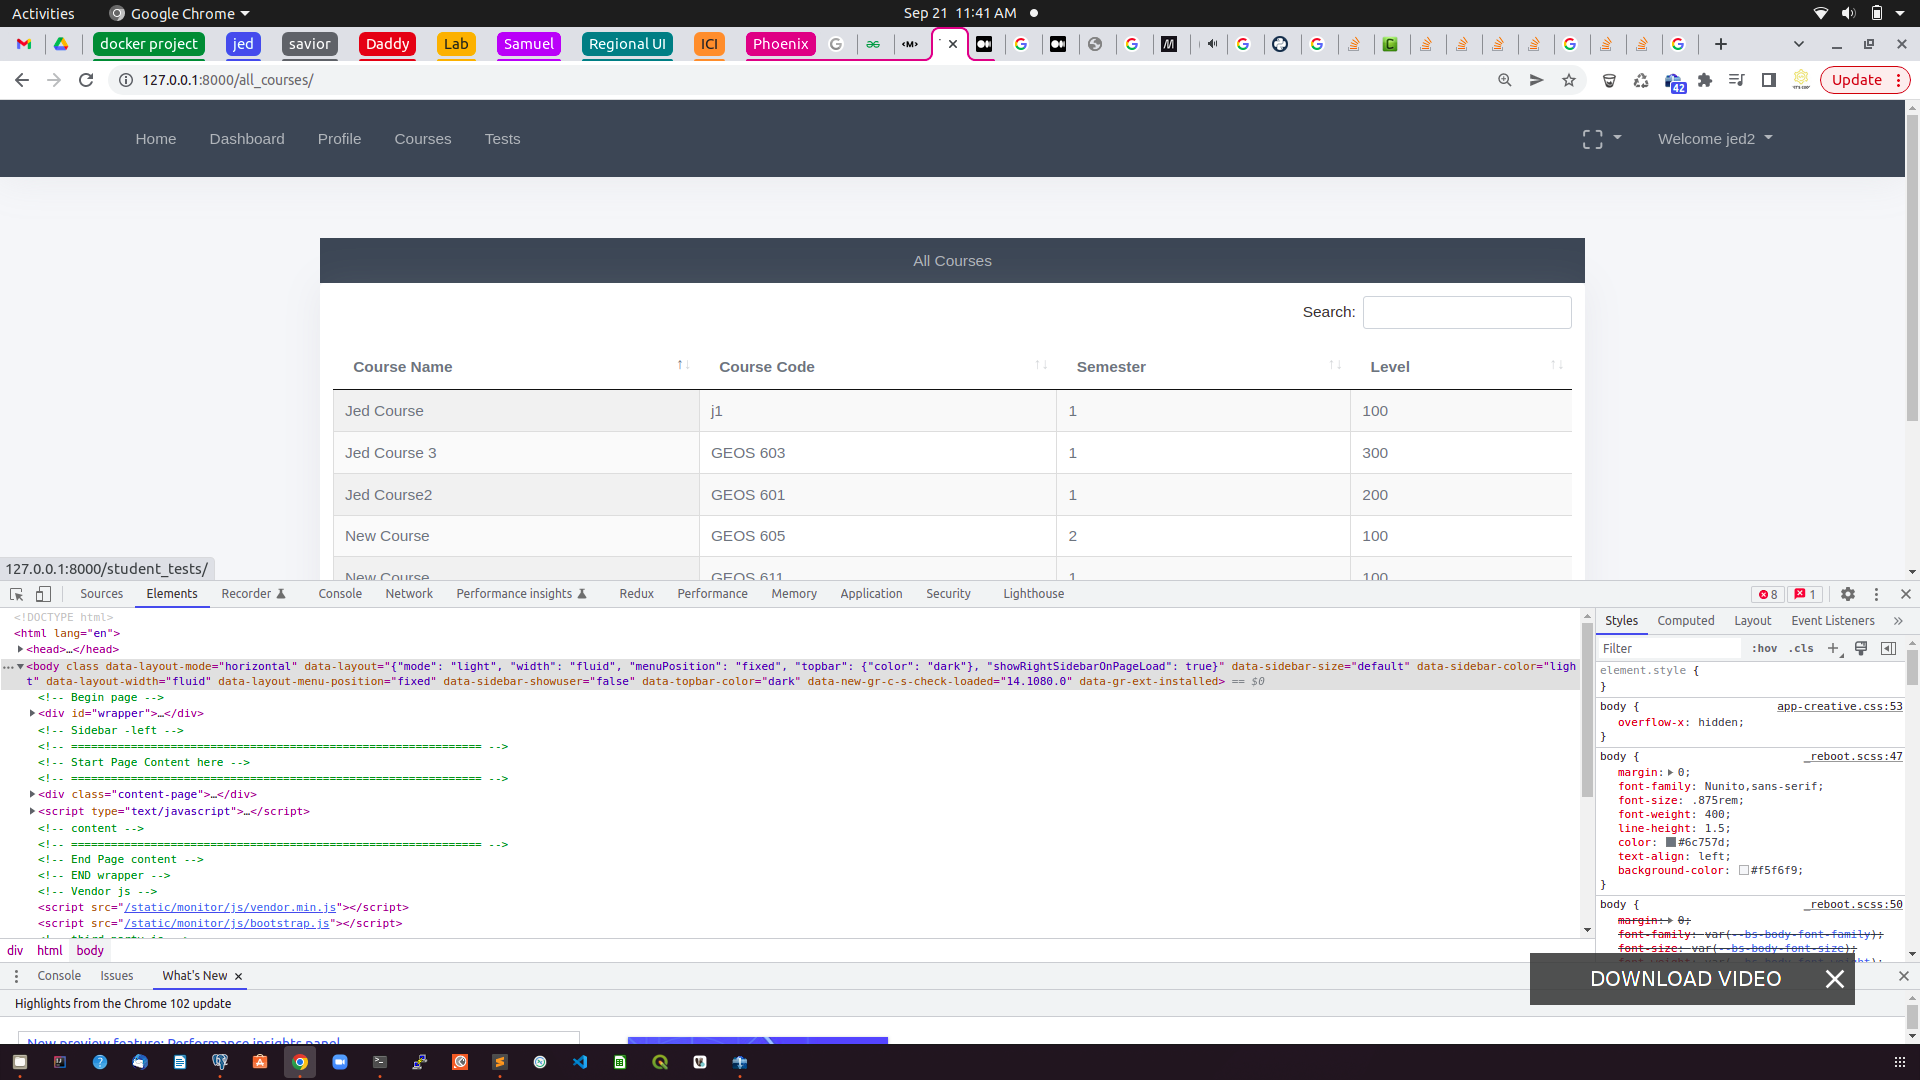 Activities Google Chrome Sep 21 11:41 AM
docker project jed savior Daddy Lab Samuel Regional UI ICI Phoenix
127.0.0.1:8000/all_courses/ 42 Update
Home Dashboard Profile Courses Tests Welcome jed2
All Courses
Search:
Course Name Course Code Semester Level
Jed Course j1 1 100
Jed Course 3 GEOS 603 1 300
Jed Course2 GEOS 601 1 200
New Course GEOS 605 2 100
New Course GEOS 611 1 100
127.0.0.1:8000/student_tests/
Sources Elements Recorder Console Network Performance insights Redux Performance Memory Application Security Lighthouse 8 1
<!DOCTYPE html>
<html lang="en">
<head>…</head>
<body class data-layout-mode="horizontal" data-layout="{"mode": "light", "width": "fluid", "menuPosition": "fixed", "topbar": {"color": "dark"}, "showRightSidebarOnPageLoad": true}" data-sidebar-size="default" data-sidebar-color="ligh
t" data-layout-width="fluid" data-layout-menu-position="fixed" data-sidebar-showuser="false" data-topbar-color="dark" data-new-gr-c-s-check-loaded="14.1080.0" data-gr-ext-installed> == $0
<!-- Begin page -->
<div id="wrapper">…</div>
<!-- Sidebar -left -->
<!-- ============================================================== -->
<!-- Start Page Content here -->
<!-- ============================================================== -->
<div class="content-page">…</div>
<script type="text/javascript">…</script>
<!-- content -->
<!-- ============================================================== -->
<!-- End Page content -->
<!-- END wrapper -->
<!-- Vendor js -->
<script src="/static/monitor/js/vendor.min.js"></script>
<script src="/static/monitor/js/bootstrap.js"></script>
<!-- third party js -->
div html body
Styles Computed Layout Event Listeners
Filter :hov .cls
element.style {
}
body { app-creative.css:53
overflow-x: hidden;
}
body { _reboot.scss:47
margin: 0;
font-family: Nunito,sans-serif;
font-size: .875rem;
font-weight: 400;
line-height: 1.5;
color: #6c757d;
text-align: left;
background-color: #f5f6f9;
}
body { _reboot.scss:50
margin: 0;
font-family: var(--bs-body-font-family);
font-size: var(--bs-body-font-size);
font-weight: var(--bs-body-font-weight);
Console Issues What's New
DOWNLOAD VIDEO
Highlights from the Chrome 102 update
New preview feature: Performance insights panel